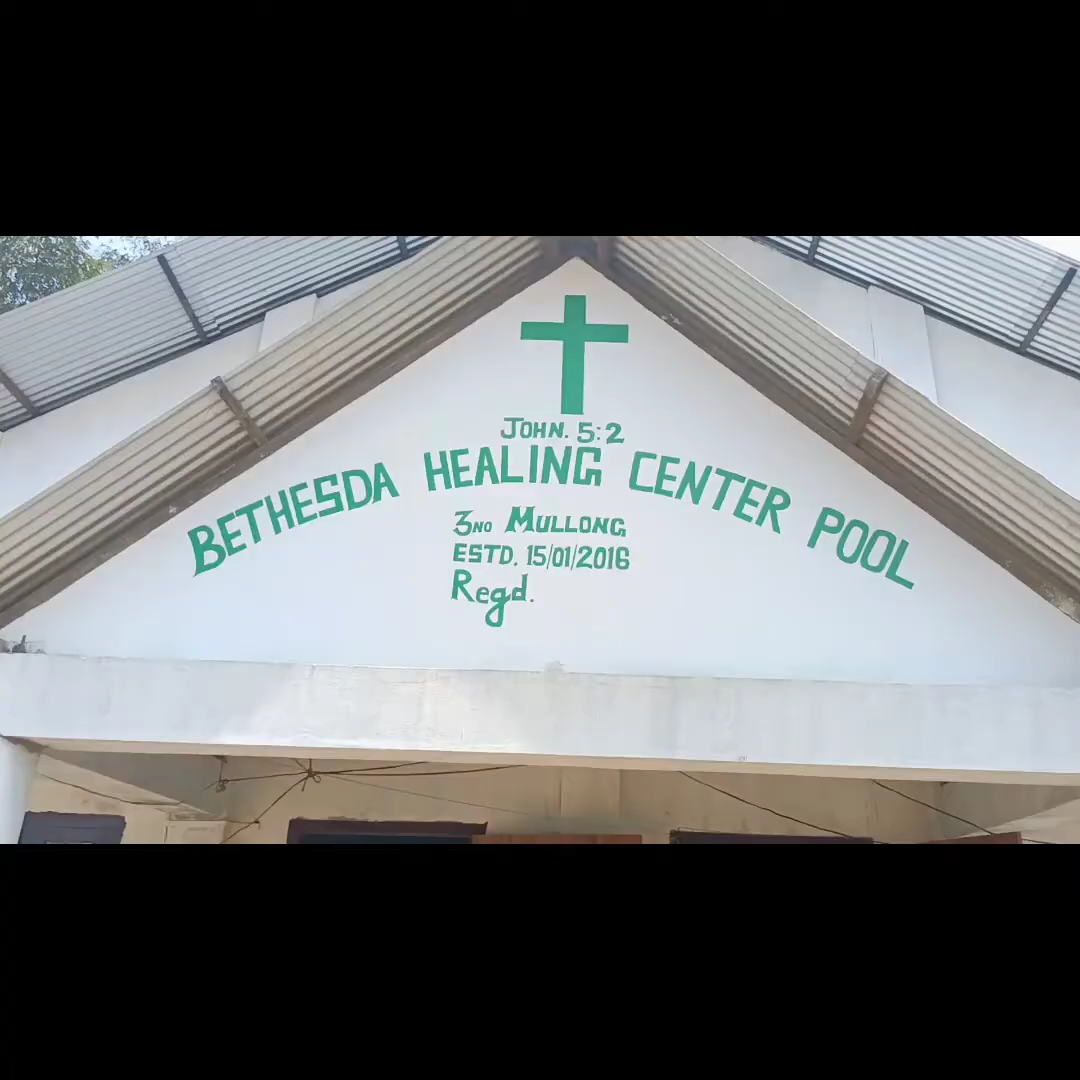 JOHN. 5:2
BETHESDA HEALING CENTER POOL
3NO MULLONG
ESTD. 15/01/2016
Regd.